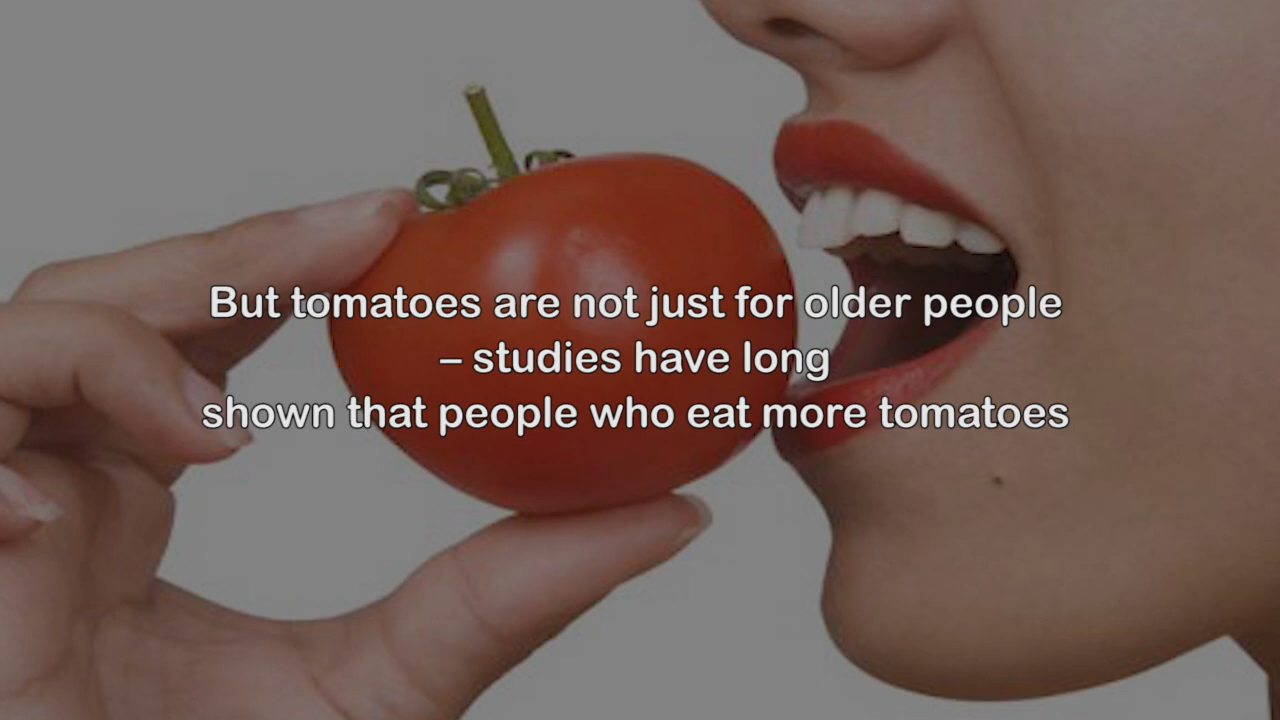 But tomatoes are not just for older people
– studies have long
shown that people who eat more tomatoes